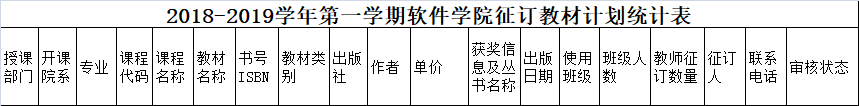 2018-2019学年第一学期软件学院征订教材计划统计表
授课部门 开课院系 专业 课程代码 课程名称 教材名称 书号ISBN 教材类别 出版社 作者 单价 获奖信息及丛书名称 出版日期 使用班级 班级人数 教师征订数量 征订人 联系电话 审核状态